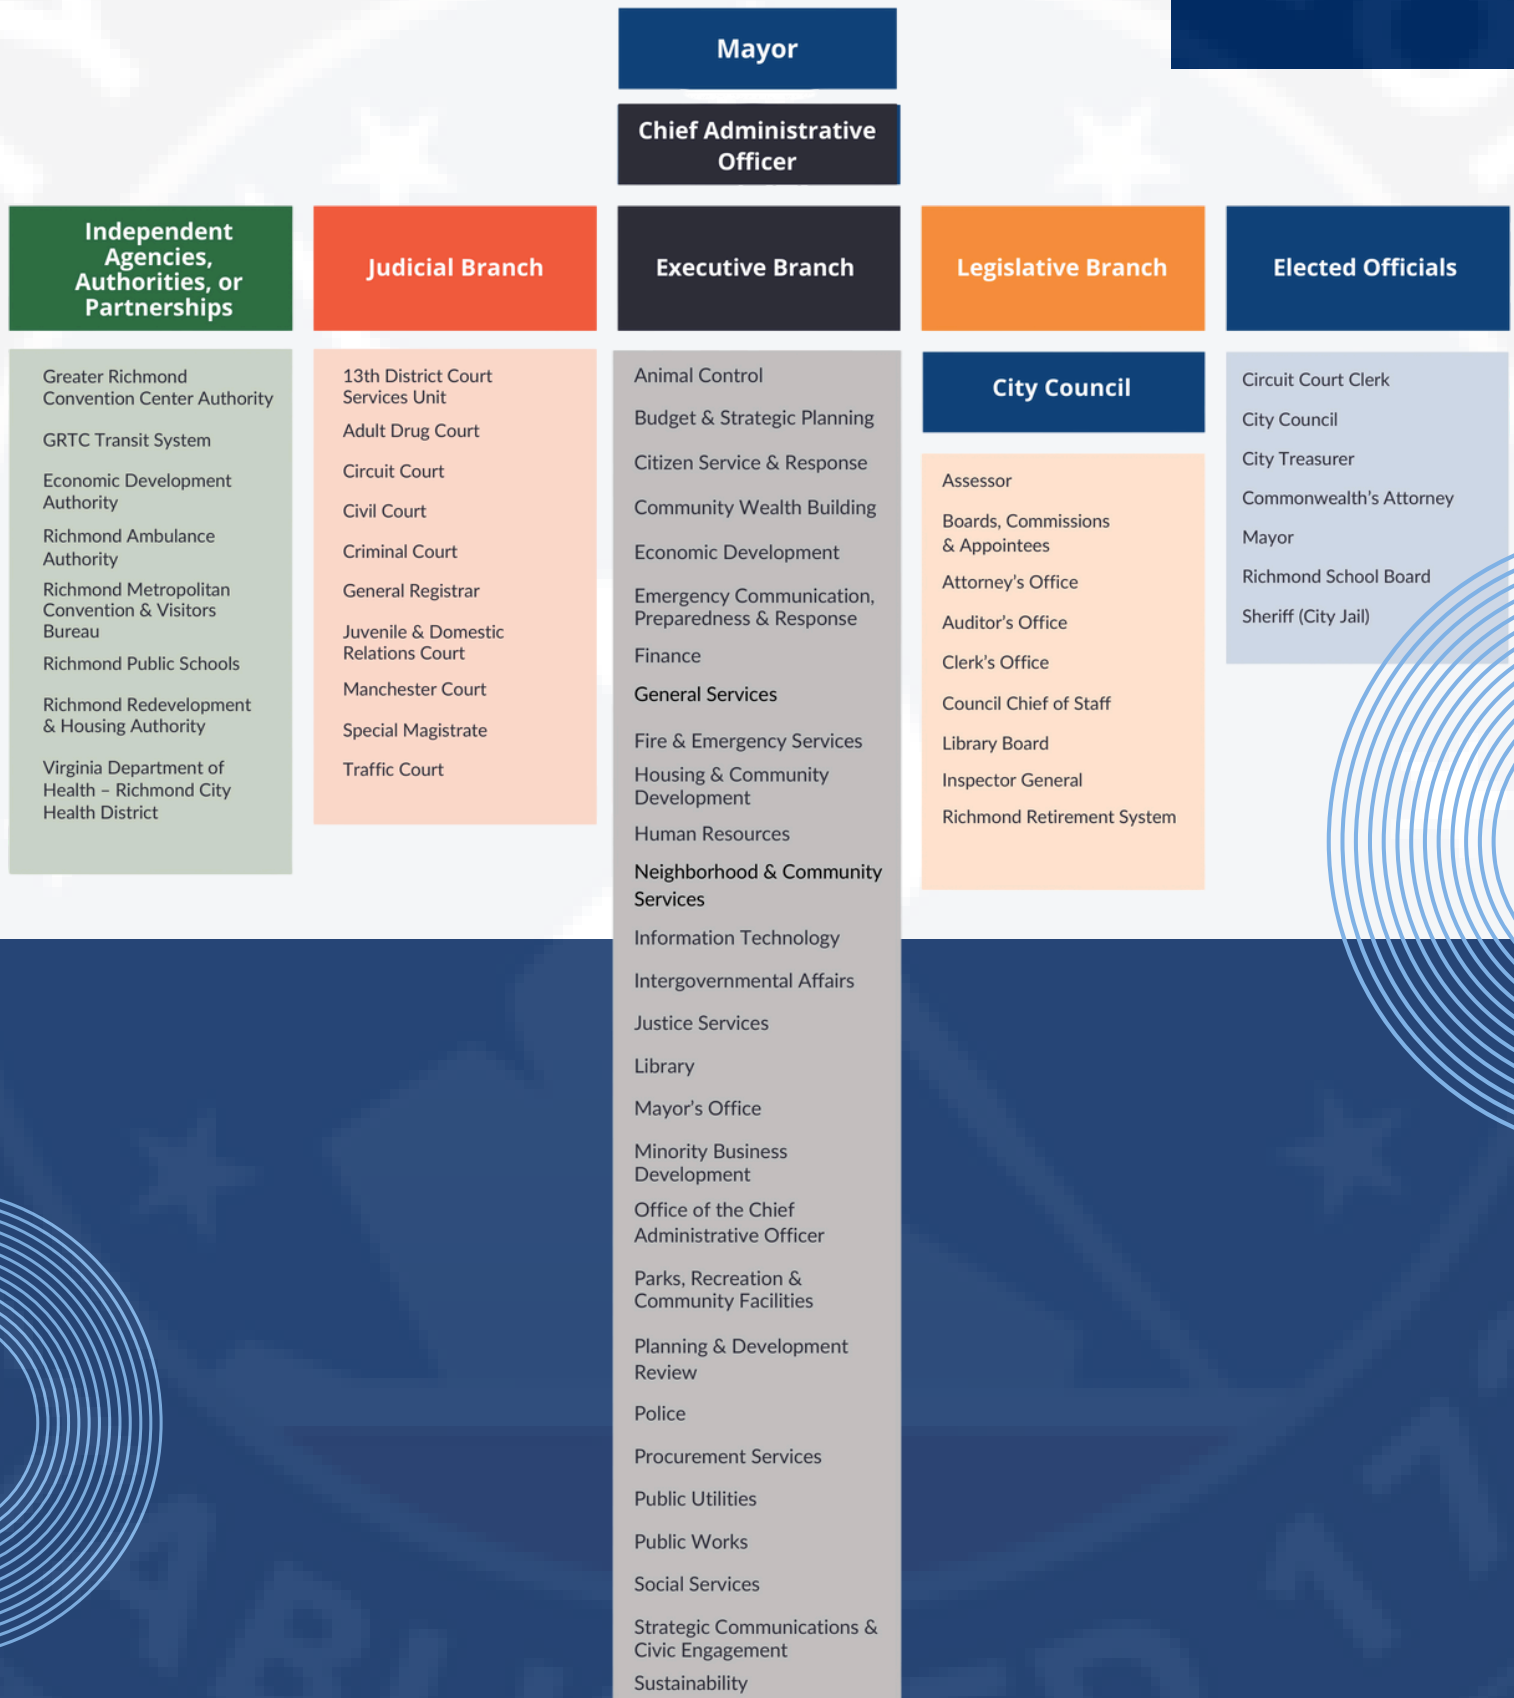 Mayor
Chief Administrative
Officer
Independent
Agencies,
Authorities, or
Partnerships
Greater Richmond
Convention Center Authority
GRTC Transit System
Economic Development
Authority
Richmond Ambulance
Authority
Richmond Metropolitan
Convention & Visitors
Bureau
Richmond Public Schools
Richmond Redevelopment
& Housing Authority
Virginia Department of
Health – Richmond City
Health District
Judicial Branch
13th District Court
Services Unit
Adult Drug Court
Circuit Court
Civil Court
Criminal Court
General Registrar
Juvenile & Domestic
Relations Court
Manchester Court
Special Magistrate
Traffic Court
Executive Branch
Animal Control
Budget & Strategic Planning
Citizen Service & Response
Community Wealth Building
Economic Development
Emergency Communication,
Preparedness & Response
Finance
General Services
Fire & Emergency Services
Housing & Community
Development
Human Resources
Neighborhood & Community
Services
Information Technology
Intergovernmental Affairs
Justice Services
Library
Mayor's Office
Minority Business
Development
Office of the Chief
Administrative Officer
Parks, Recreation &
Community Facilities
Planning & Development
Review
Police
Procurement Services
Public Utilities
Public Works
Social Services
Strategic Communications &
Civic Engagement
Sustainability
Legislative Branch
City Council
Assessor
Boards, Commissions
& Appointees
Attorney's Office
Auditor's Office
Clerk's Office
Council Chief of Staff
Library Board
Inspector General
Richmond Retirement System
Elected Officials
Circuit Court Clerk
City Council
City Treasurer
Commonwealth's Attorney
Mayor
Richmond School Board
Sheriff (City Jail)